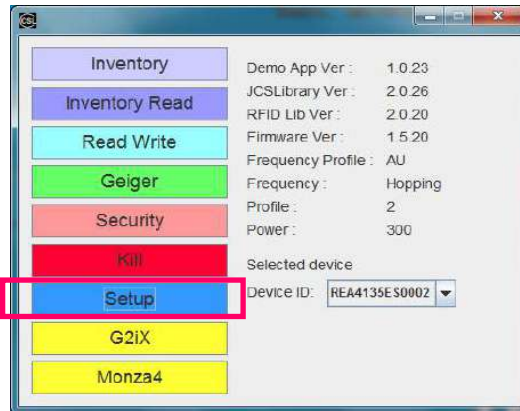 CSL
Inventory
Inventory Read
Read Write
Geiger
Security
Kill
Setup
G2iX
Monza4
Demo App Ver : 1.0.23
JCSLibrary Ver : 2.0.26
RFID Lib Ver : 2.0.20
Firmware Ver : 1.5.20
Frequency Profile : AU
Frequency : Hopping
Profile : 2
Power : 300
Selected device
Device ID: REA4135ES0002